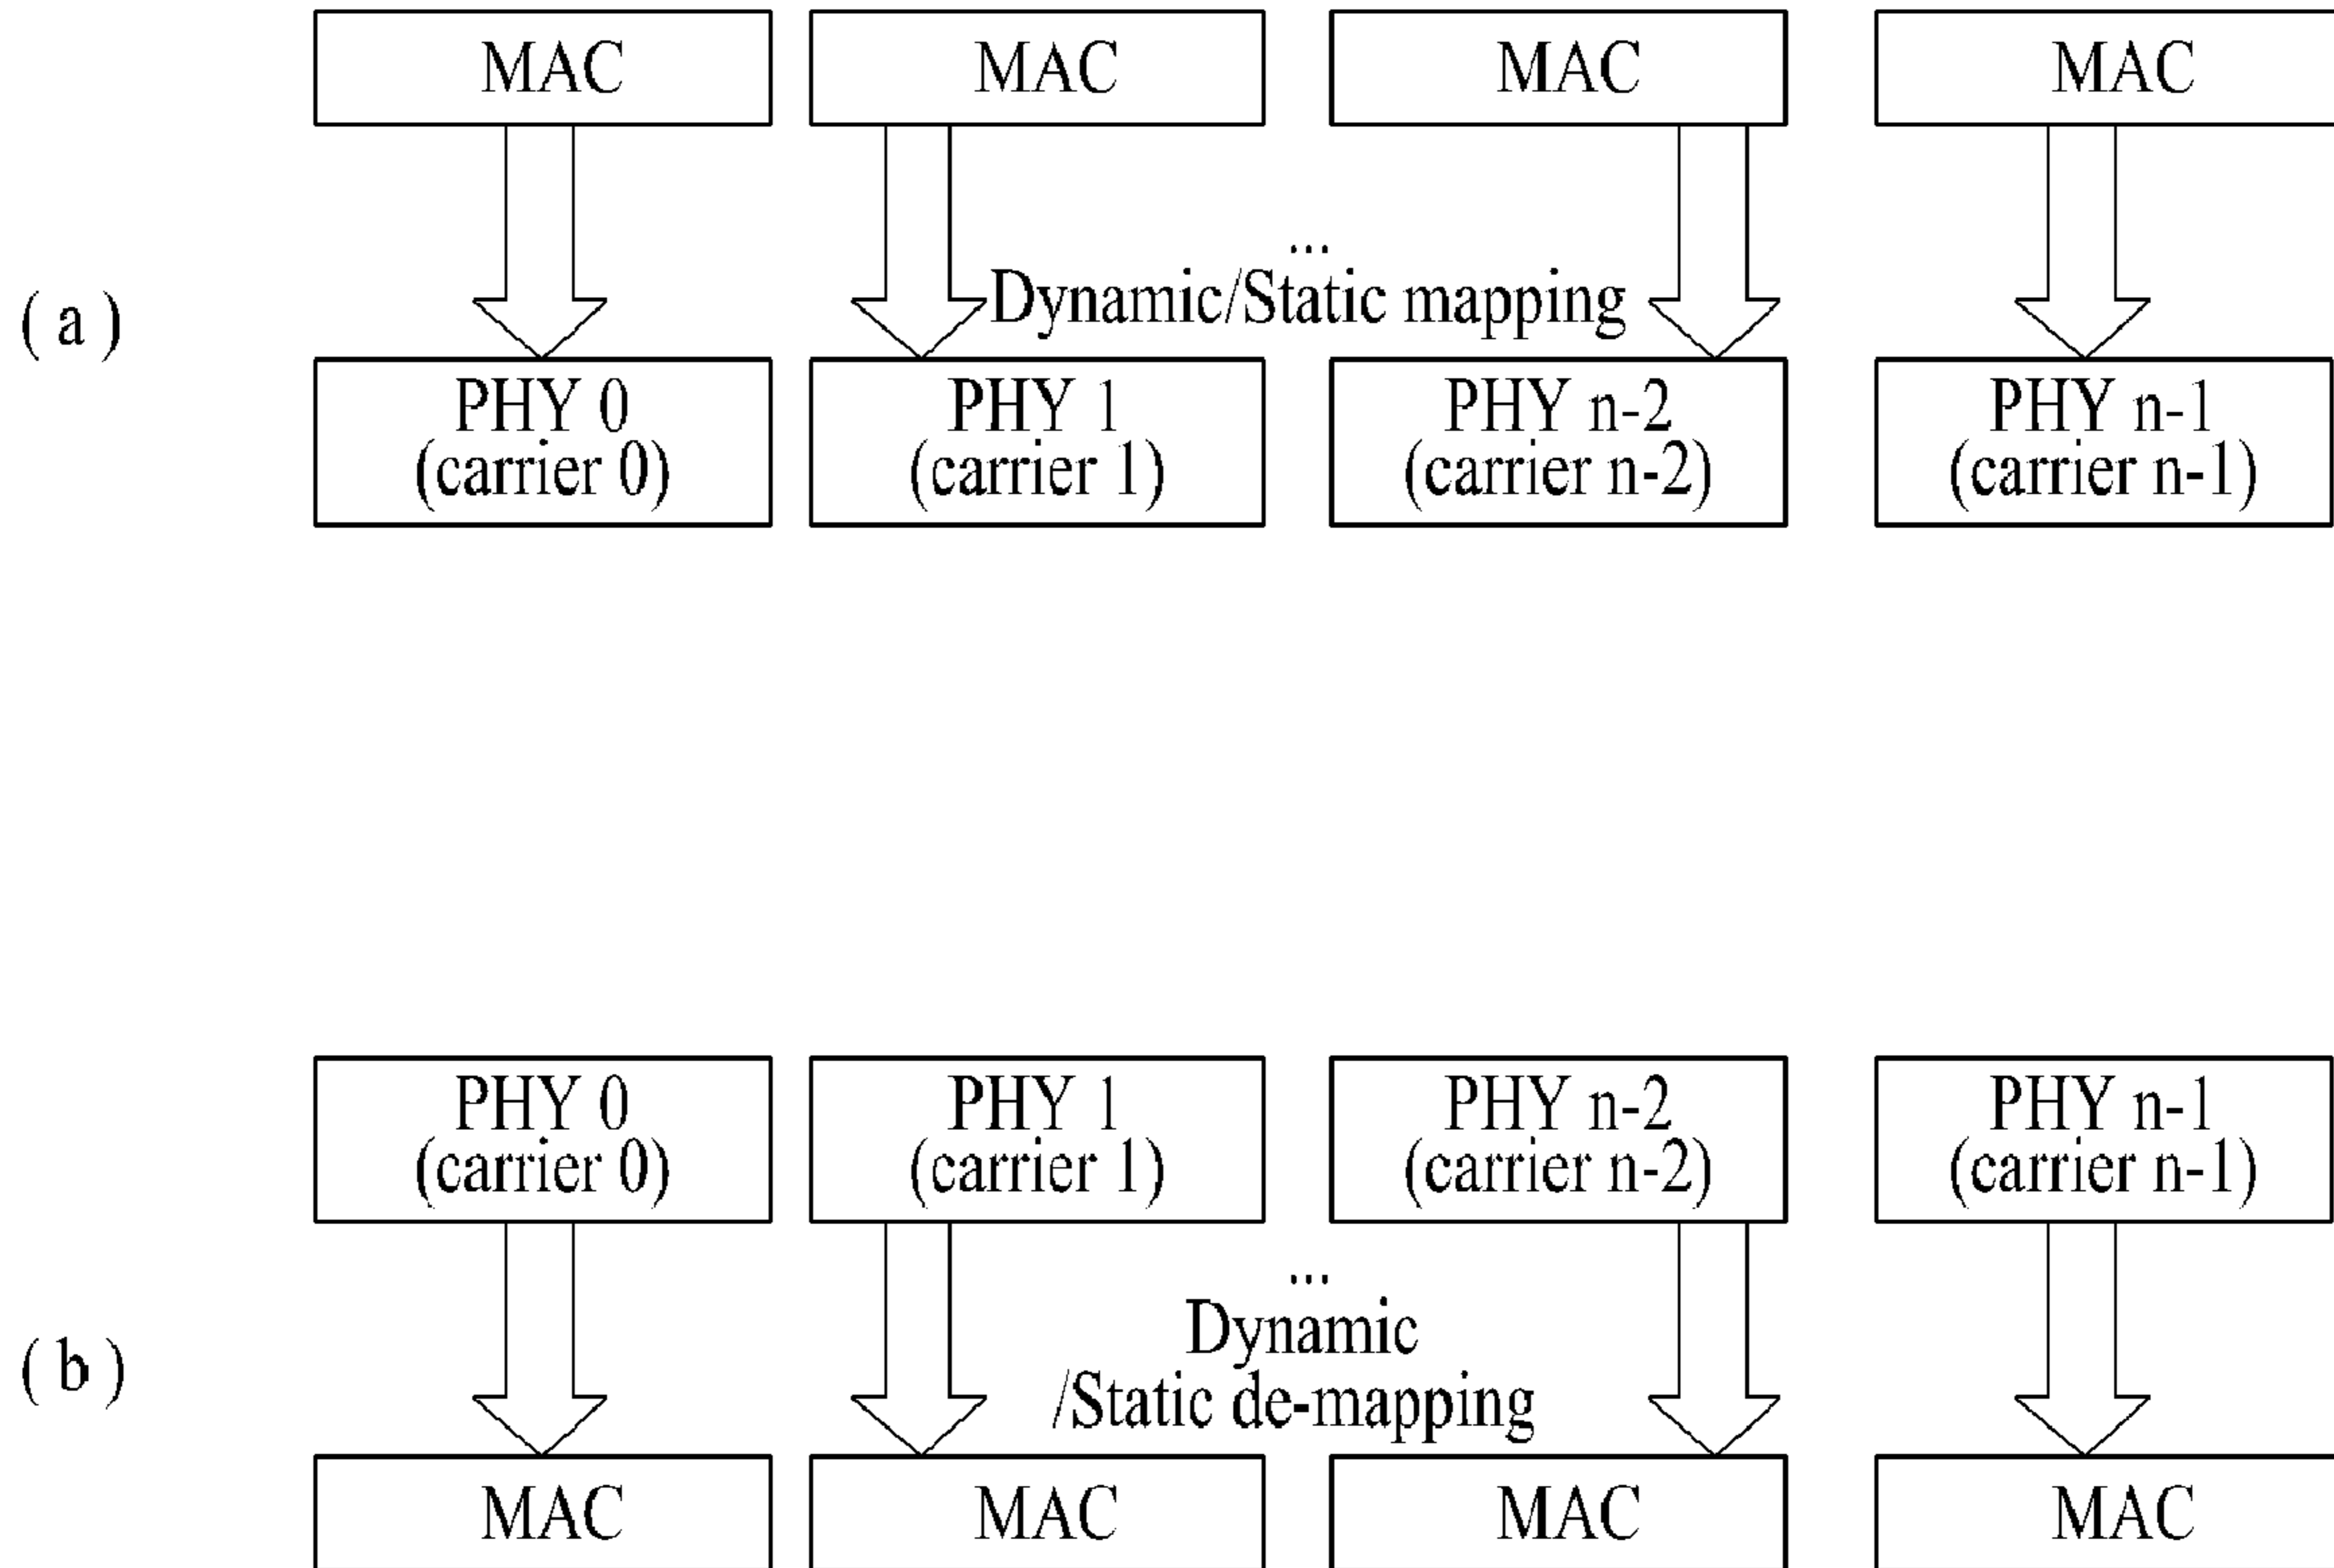 MAC MAC MAC MAC
...
( a ) Dynamic/Static mapping
PHY 0 PHY 1 PHY n-2 PHY n-1
(carrier 0) (carrier 1) (carrier n-2) (carrier n-1)
PHY 0 PHY 1 PHY n-2 PHY n-1
(carrier 0) (carrier 1) (carrier n-2) (carrier n-1)
...
Dynamic
( b ) /Static de-mapping
MAC MAC MAC MAC